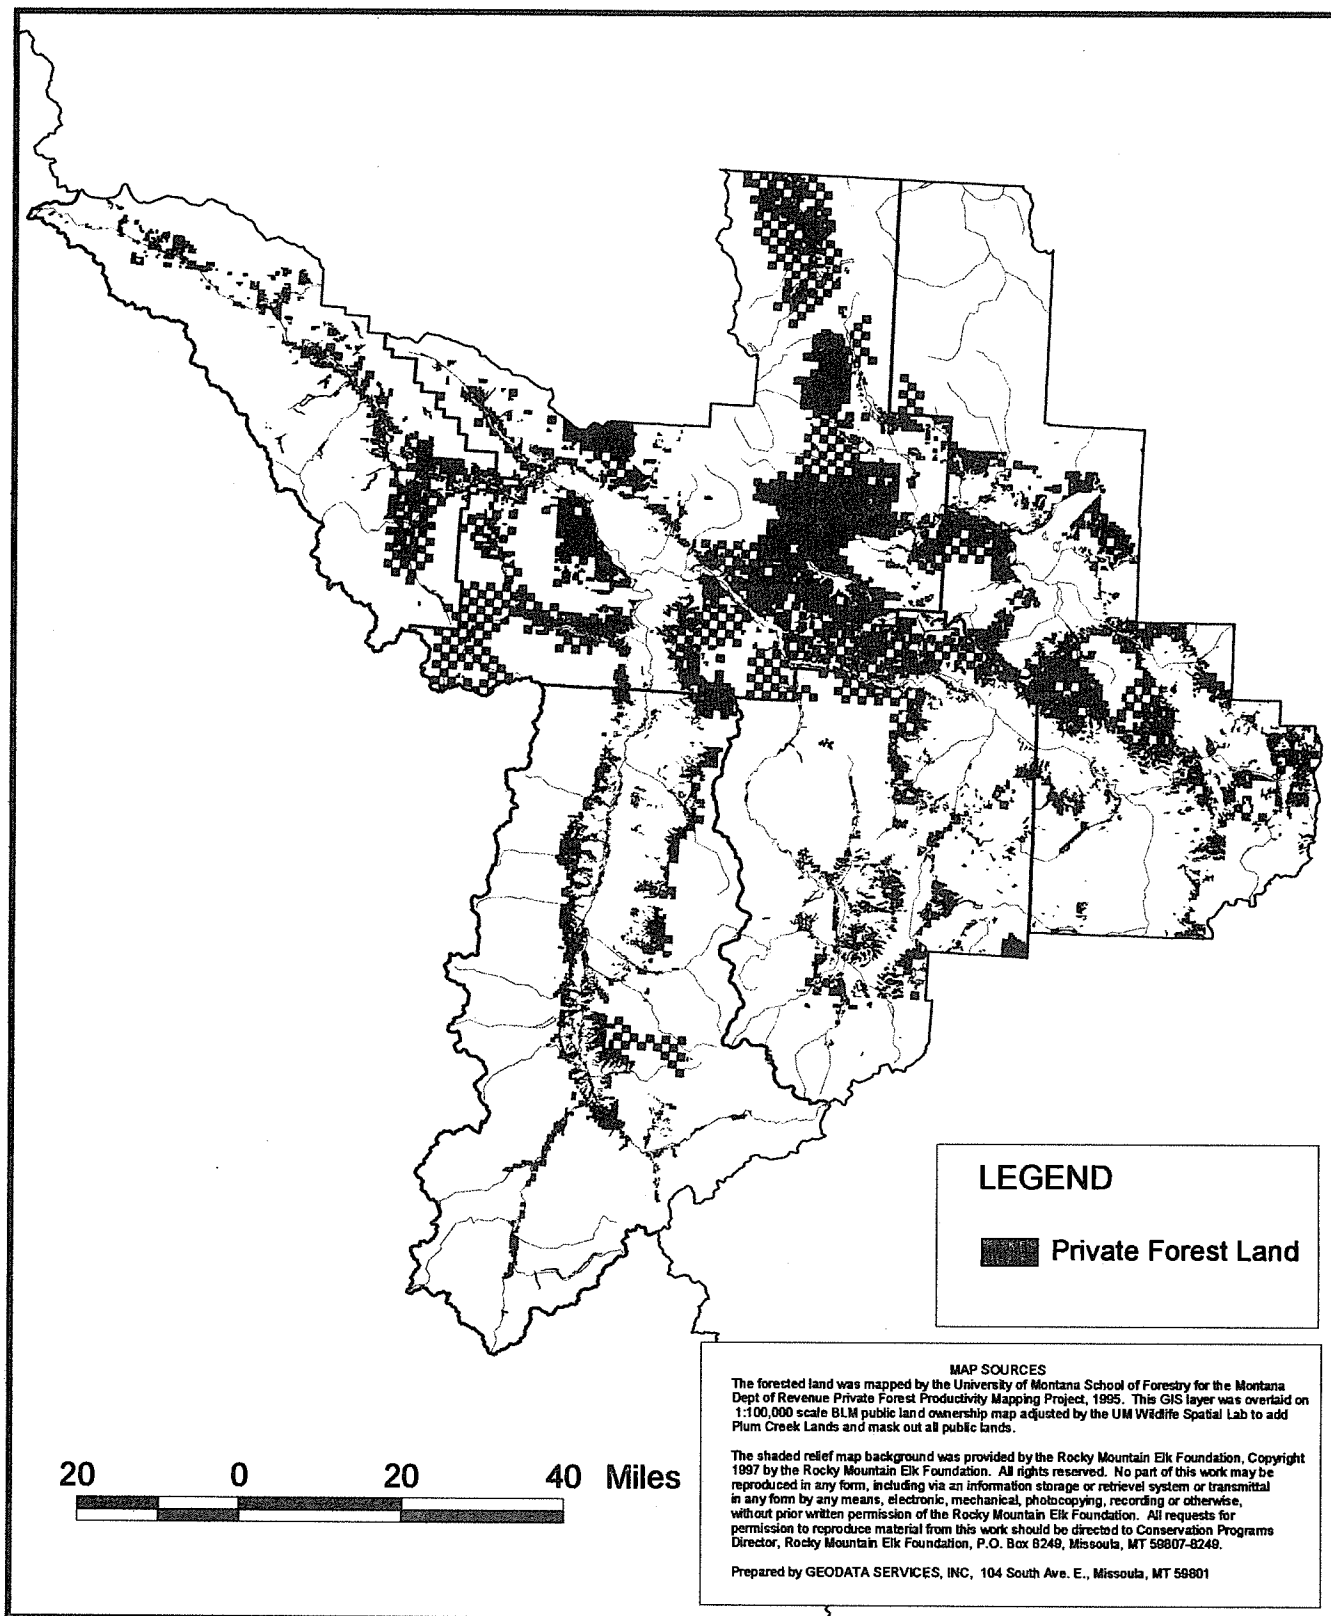 LEGEND
Private Forest Land
MAP SOURCES
The forested land was mapped by the University of Montana School of Forestry for the Montana
Dept of Revenue Private Forest Productivity Mapping Project, 1995. This GIS layer was overlaid on
1:100,000 scale BLM public land ownership map adjusted by the UM Wildlife Spatial Lab to add
Plum Creek Lands and mask out all public lands.
The shaded relief map background was provided by the Rocky Mountain Elk Foundation, Copyright
1997 by the Rocky Mountain Elk Foundation. All rights reserved. No part of this work may be
reproduced in any form, including via an information storage or retrievel system or transmittal
in any form by any means, electronic, mechanical, photocopying, recording or otherwise,
without prior written permission of the Rocky Mountain Elk Foundation. All requests for
permission to reproduce material from this work should be directed to Conservation Programs
Director, Rocky Mountain Elk Foundation, P.O. Box 8249, Missoula, MT 59807-8249.
Prepared by GEODATA SERVICES, INC, 104 South Ave. E., Missoula, MT 59801
20 0 20 40 Miles